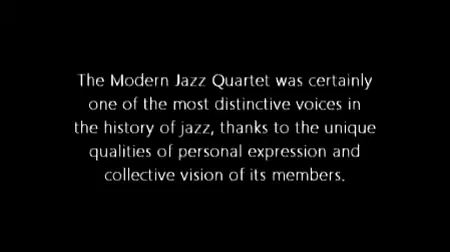 The Modern Jazz Quartet was certainly
one of the most distinctive voices in
the history of jazz, thanks to the unique
qualities of personal expression and
collective vision of its members.